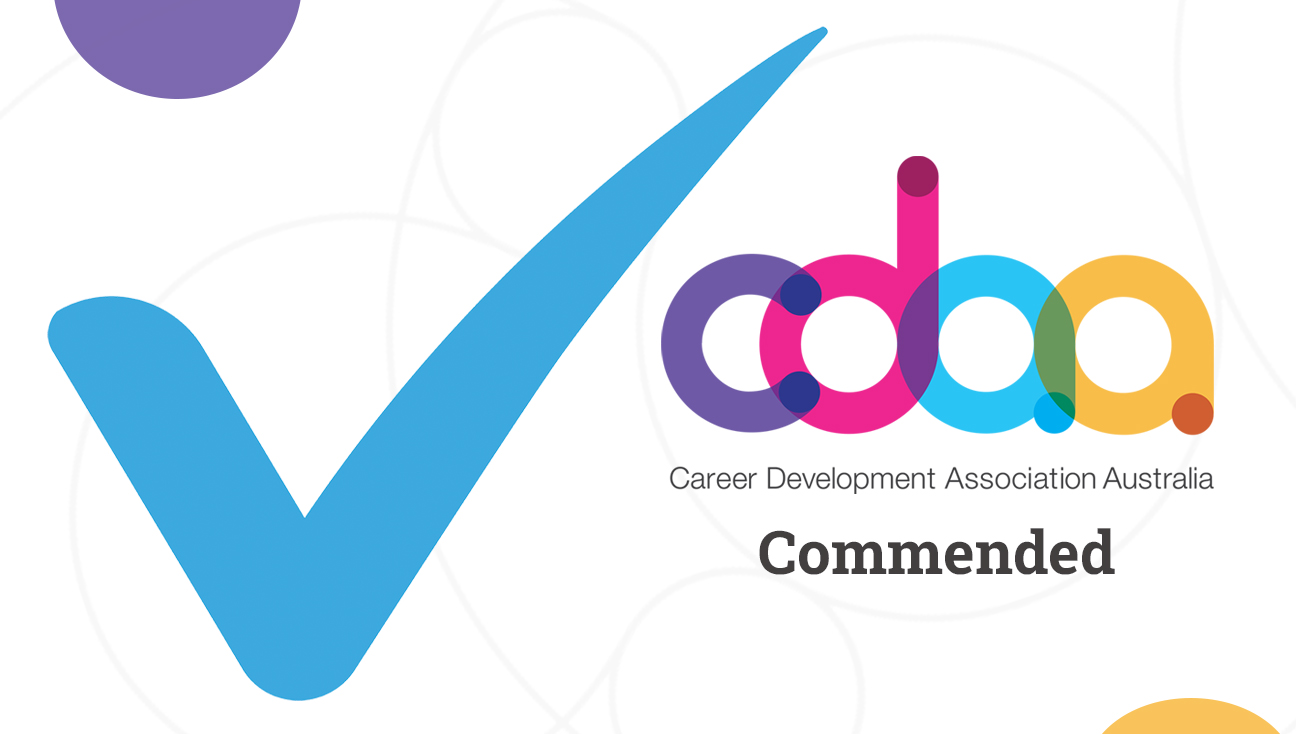 cdaa
Career Development Association Australia
Commended